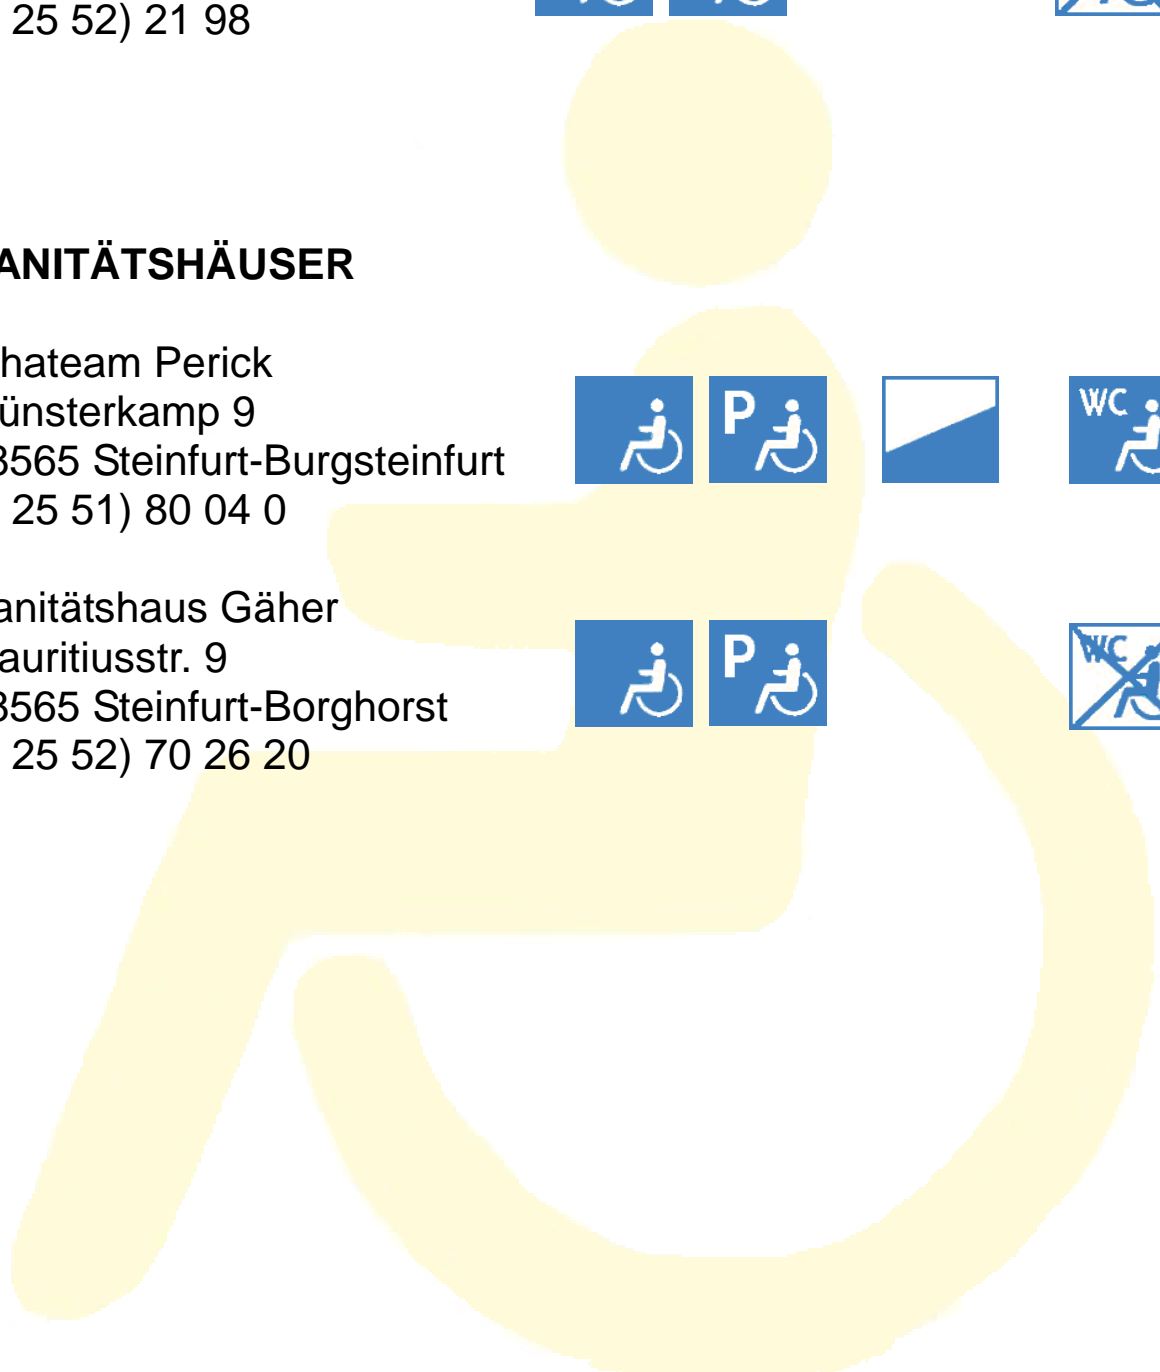 25 52) 21 98
ANITÄTSHÄUSER
hateam Perick
ünsterkamp 9
3565 Steinfurt-Burgsteinfurt
25 51) 80 04 0
P
WC
anitätshaus Gäher
auritiusstr. 9
3565 Steinfurt-Borghorst
25 52) 70 26 20
P
WC